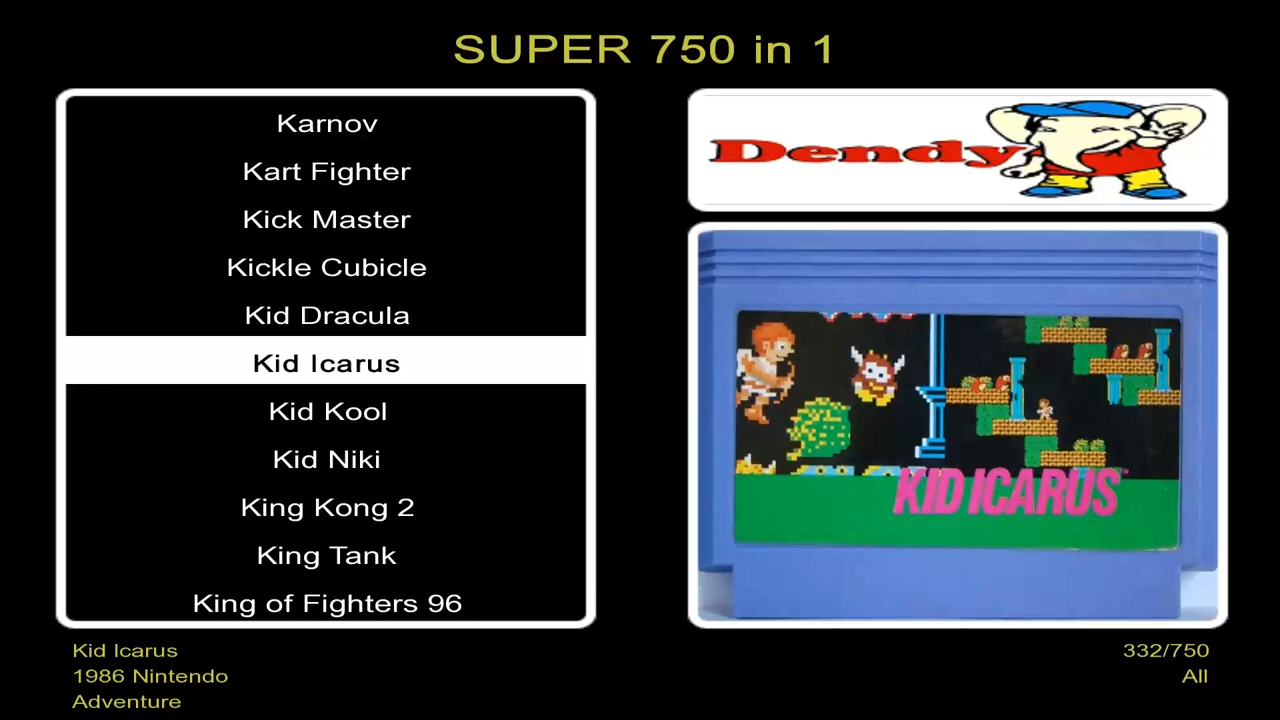 SUPER 750 in 1
Karnov
Kart Fighter
Kick Master
Kickle Cubicle
Kid Dracula
Kid Icarus
Kid Kool
Kid Niki
King Kong 2
King Tank
King of Fighters 96
Dendy
KID ICARUS
Kid Icarus
1986 Nintendo
Adventure
332/750
All